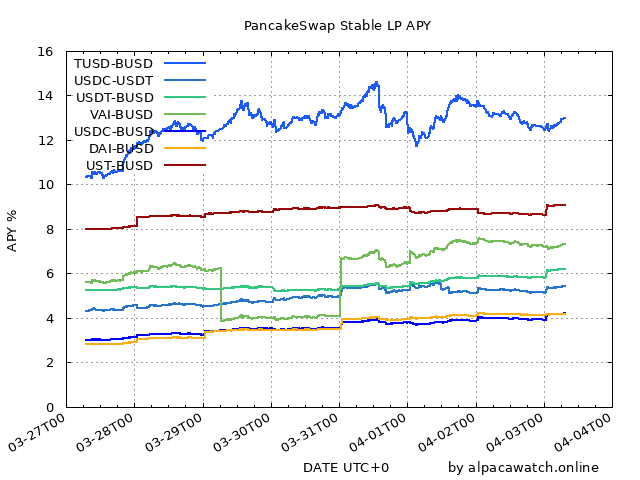 PancakeSwap Stable LP APY
16
14
12
10
8
6
4
2
0
APY %
TUSD-BUSD
USDC-USDT
USDT-BUSD
VAI-BUSD
USDC-BUSD
DAI-BUSD
UST-BUSD
03-27T00
03-28T00
03-29T00
03-30T00
03-31T00
04-01T00
04-02T00
04-03T00
04-04T00
DATE UTC+0
by alpacawatch.online